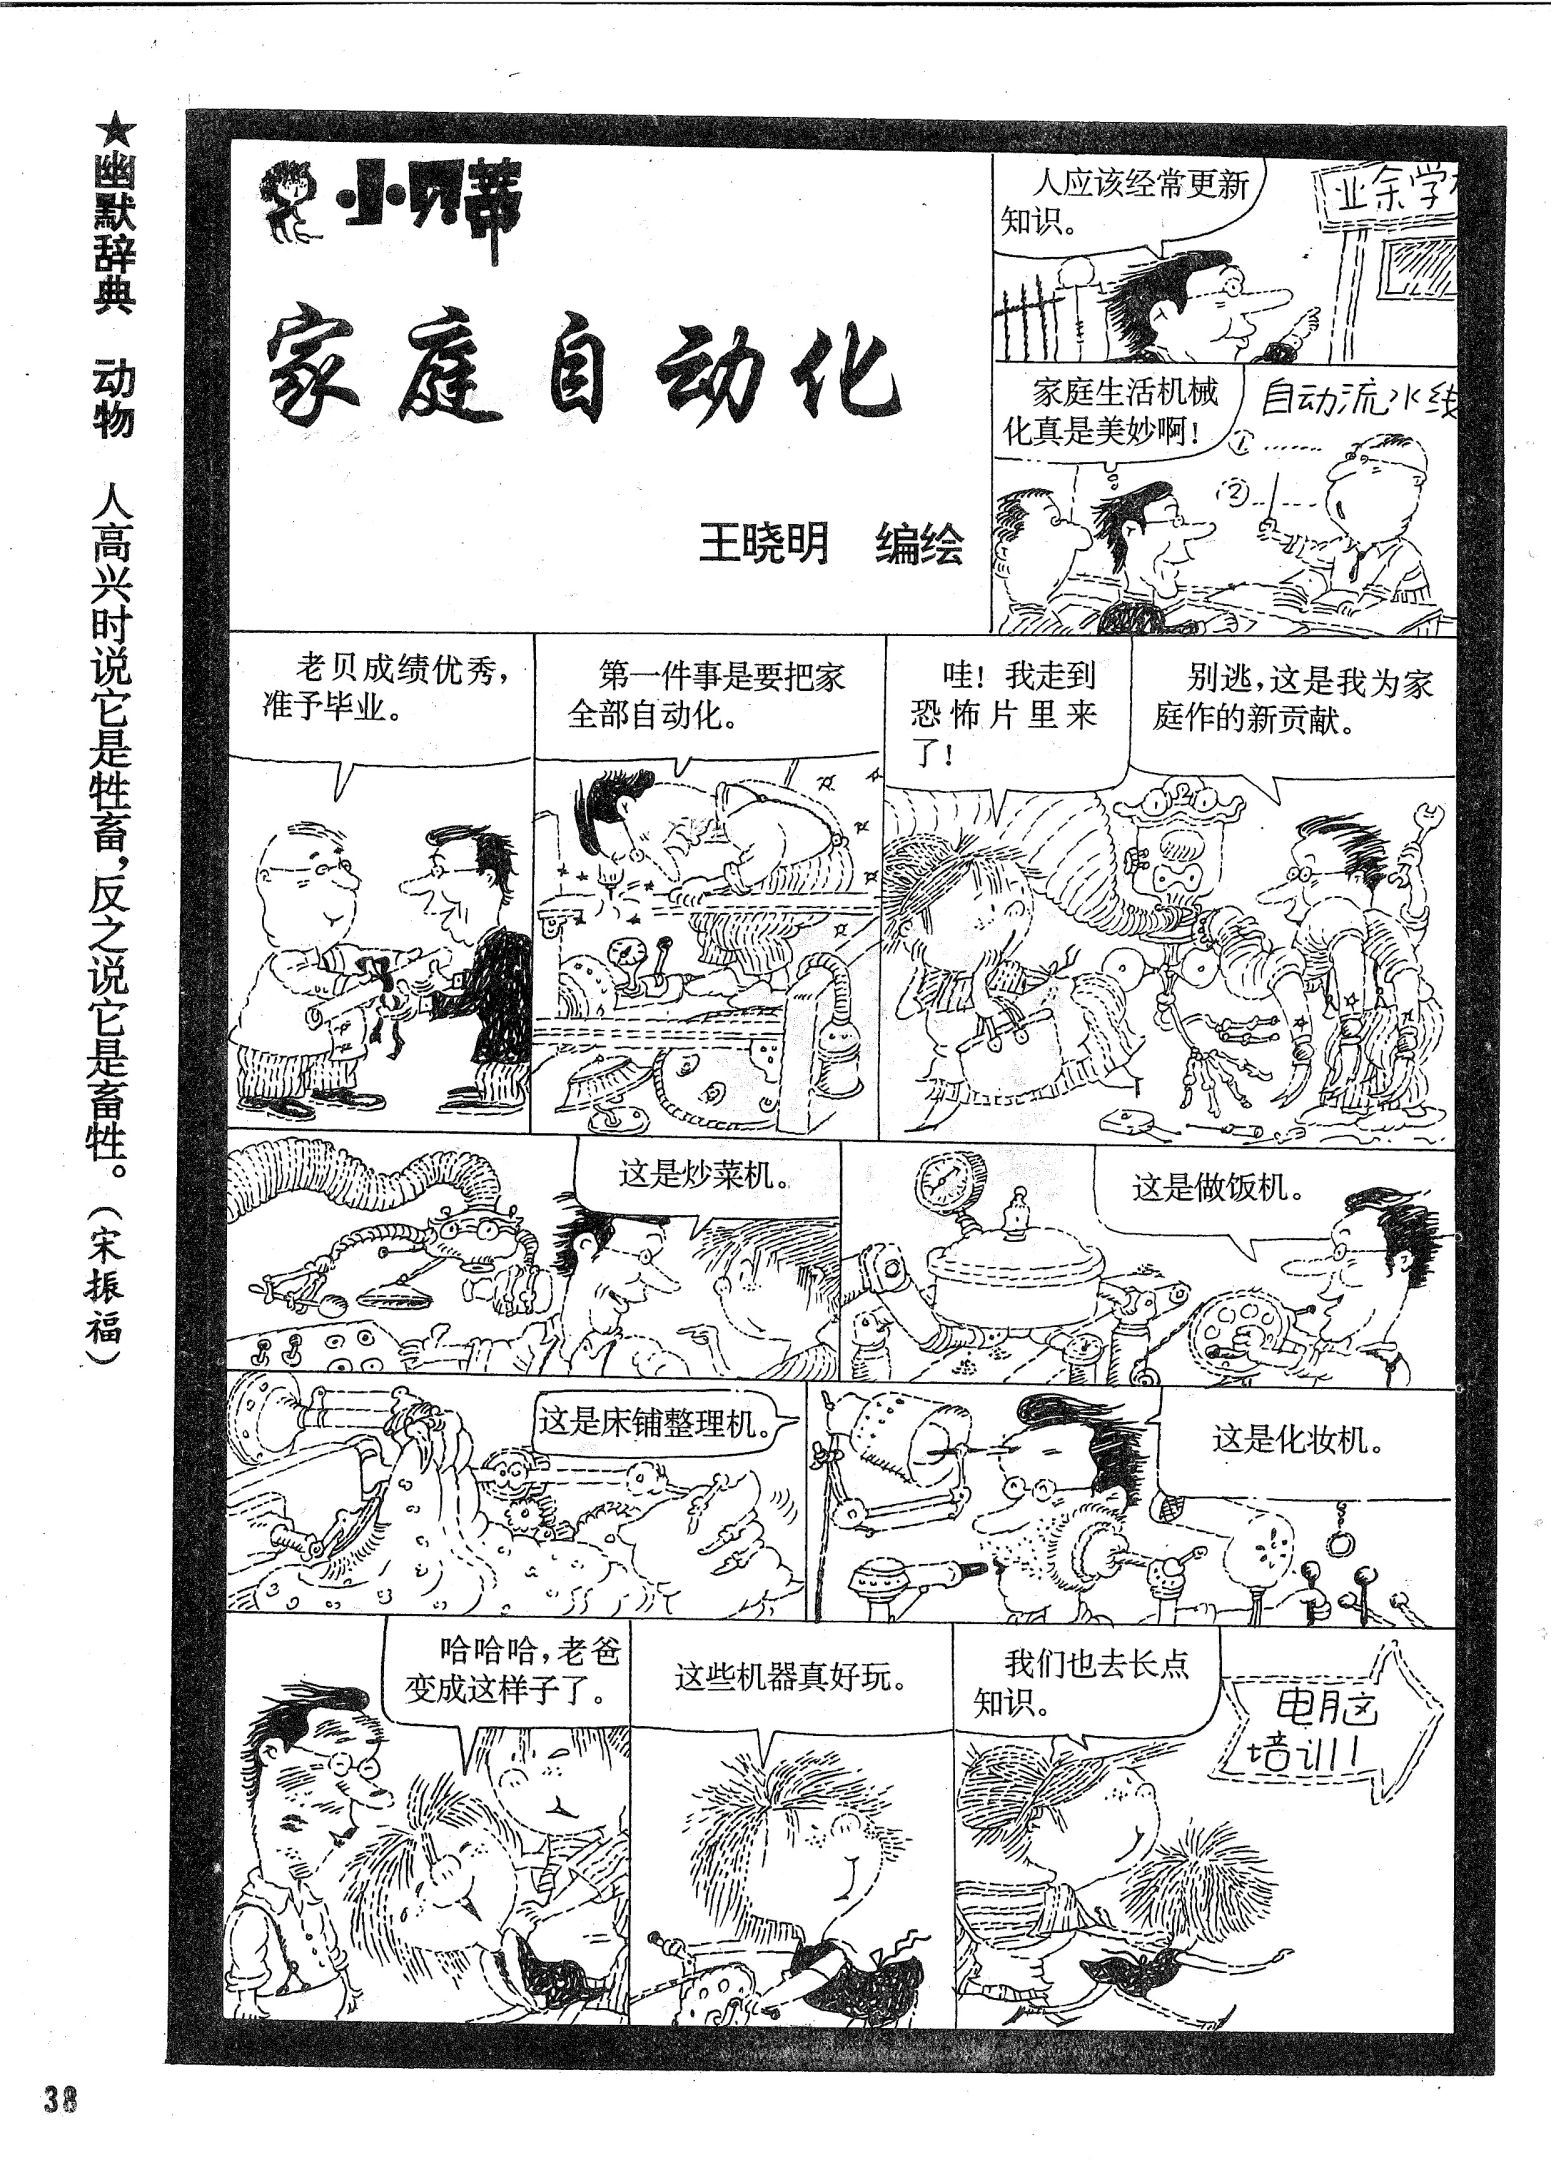 ★幽默辞典 动物 人高兴时说它是牲畜,反之说它是畜牲。(宋振福)
小贝蒂
家庭自动化
王晓明 编绘
人应该经常更新
知识。
业余学
家庭生活机械
化真是美妙啊!
自动流水线
①……
②……
老贝成绩优秀,
准予毕业。
第一件事是要把家
全部自动化。
哇!我走到
恐怖片里来
了!
别逃,这是我为家
庭作的新贡献。
这是炒菜机。
这是做饭机。
这是床铺整理机。
这是化妆机。
哈哈哈,老爸
变成这样子了。
这些机器真好玩。
我们也去长点
知识。
电脑
培训
38